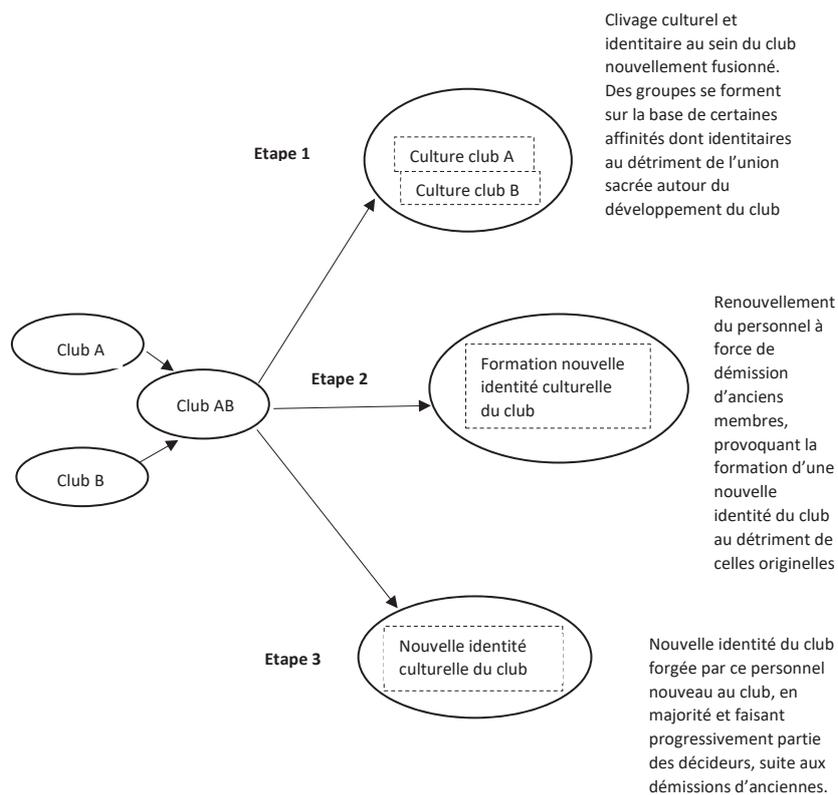 Clivage culturel et
identitaire au sein du club
nouvellement fusionné.
Des groupes se forment
sur la base de certaines
affinités dont identitaires
au détriment de l’union
sacrée autour du
développement du club
Etape 1
Culture club A
Culture club B
Renouvellement
du personnel à
force de
démission
d’anciens
membres,
provoquant la
formation d’une
nouvelle
identité du club
au détriment de
celles originelles
Club A
Club AB
Club B
Etape 2
Formation nouvelle
identité culturelle
du club
Etape 3
Nouvelle identité
culturelle du club
Nouvelle identité du club
forgée par ce personnel
nouveau au club, en
majorité et faisant
progressivement partie
des décideurs, suite aux
démissions d’anciennes.